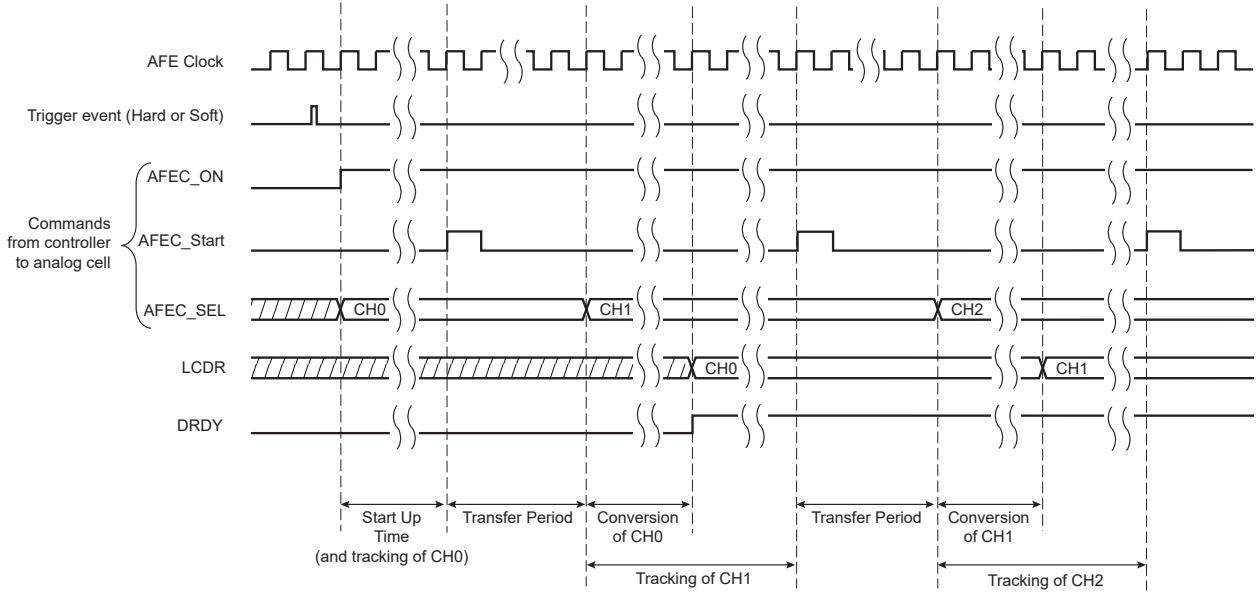 AFE Clock
Trigger event (Hard or Soft)
AFEC_ON
Commands
from controller
to analog cell
AFEC_Start
AFEC_SEL
CH0
CH1
CH2
LCDR
CH0
CH1
DRDY
Start Up
Time
(and tracking of CH0)
Transfer Period
Conversion
of CH0
Tracking of CH1
Transfer Period
Conversion
of CH1
Tracking of CH2